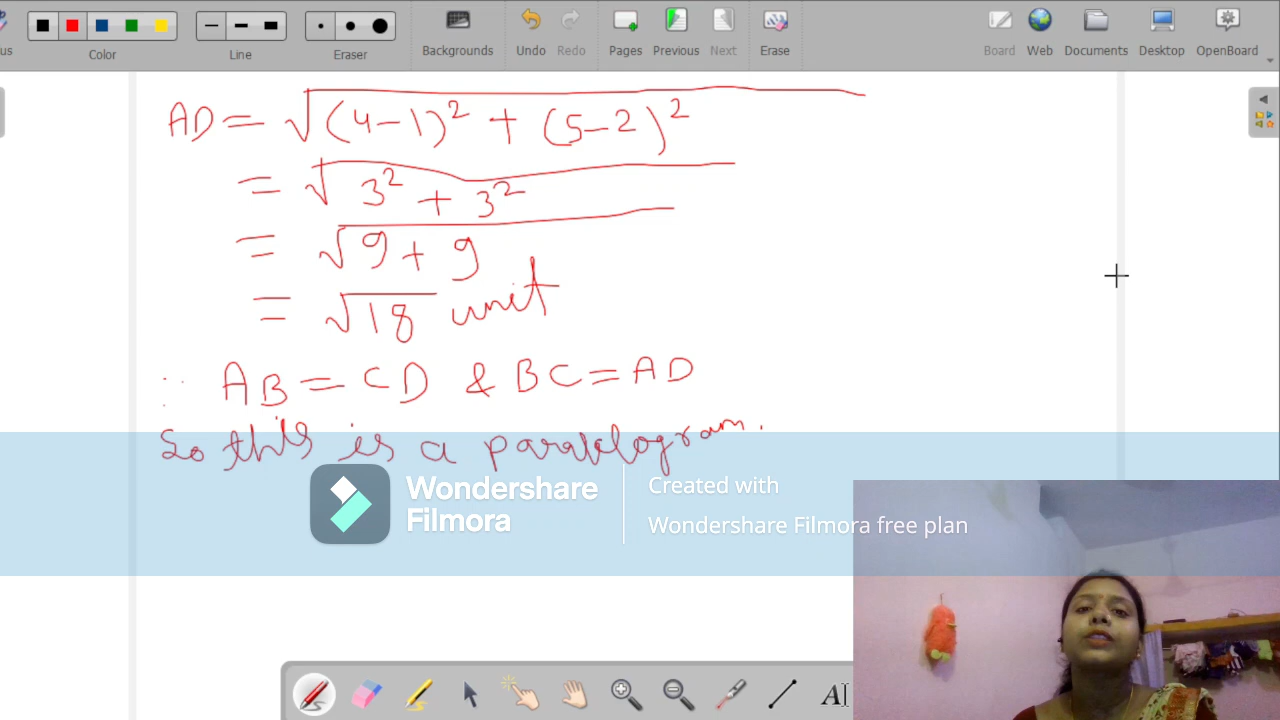 us
Color
Line
Eraser
Backgrounds
Undo
Redo
Pages
Previous
Next
Erase
Board
Web
Documents
Desktop
OpenBoard
AD = √(4-1)² + (5-2)²
= √3² + 3²
= √9 + 9
= √18 unit
∵ AB = CD & BC = AD
So this is a parallelogram.
Wondershare
Filmora
Created with
Wondershare Filmora free plan
AI